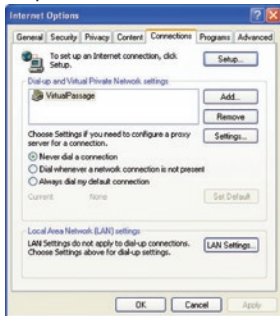 Internet Options
General Security Privacy Content Connections Programs Advanced
To set up an Internet connection, click
Setup.
Setup...
Dial-up and Virtual Private Network settings
VirtualPassage
Add...
Remove
Choose Settings if you need to configure a proxy
server for a connection.
Settings...
Never dial a connection
Dial whenever a network connection is not present
Always dial my default connection
Current None
Set Default
Local Area Network (LAN) settings
LAN Settings do not apply to dial-up connections.
Choose Settings above for dial-up settings.
LAN Settings...
OK Cancel Apply